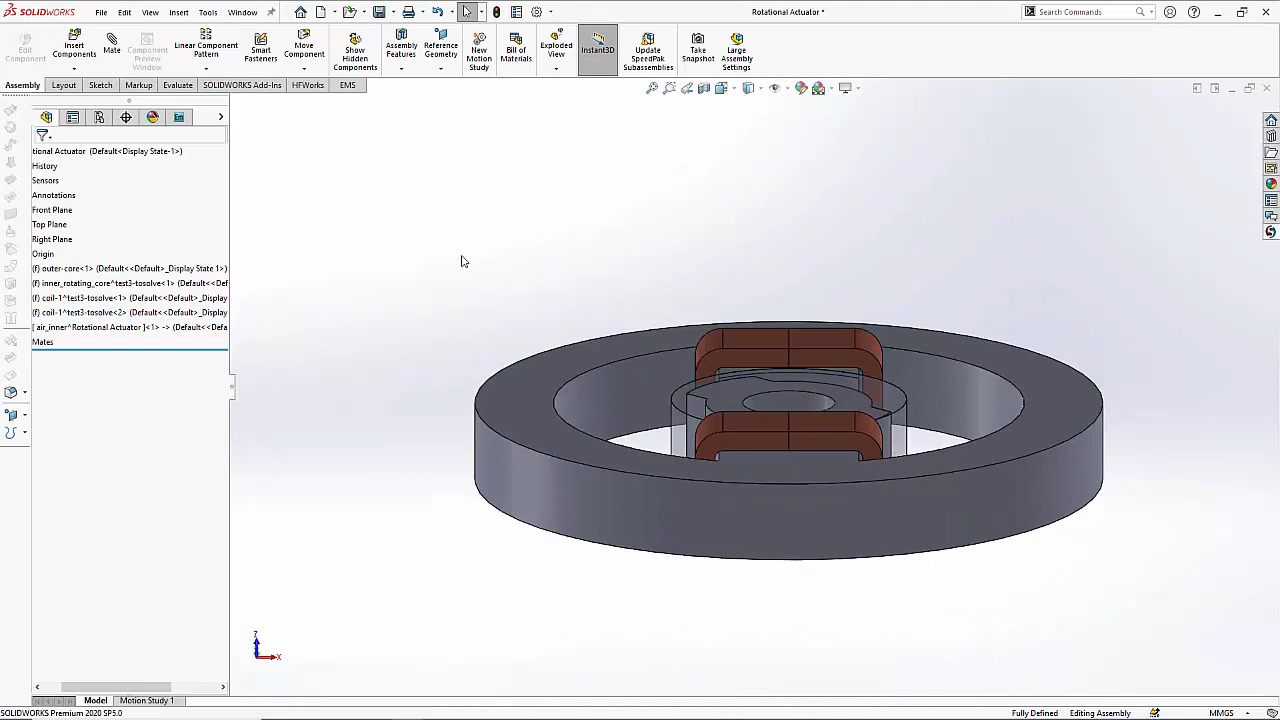 SOLIDWORKS
File Edit View Insert Tools Window
Rotational Actuator *
Search Commands
Edit Component
Insert Components
Mate
Component Preview Window
Linear Component Pattern
Smart Fasteners
Move Component
Show Hidden Components
Assembly Features
Reference Geometry
New Motion Study
Bill of Materials
Exploded View
Instant3D
Update SpeedPak Subassemblies
Take Snapshot
Large Assembly Settings
Assembly Layout Sketch Markup Evaluate SOLIDWORKS Add-Ins HFWorks EMS
tional Actuator (Default<Display State-1>)
History
Sensors
Annotations
Front Plane
Top Plane
Right Plane
Origin
(f) outer-core<1> (Default<<Default>_Display State 1>)
(f) inner_rotating_core^test3-tosolve<1> (Default<<Def
(f) coil-1^test3-tosolve<1> (Default<<Default>_Display
(f) coil-1^test3-tosolve<2> (Default<<Default>_Display
[ air_inner^Rotational Actuator ]<1> -> (Default<<Defa
Mates
Z
X
Model Motion Study 1
SOLIDWORKS Premium 2020 SP5.0
Fully Defined Editing Assembly MMGS